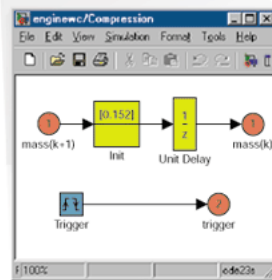 enginewc/Compression
File Edit View Simulation Format Tools Help
[0.152]
1
z
1
1
mass(k+1)
Init
Unit Delay
mass(k)
Trigger
2
trigger
100%
ode23s